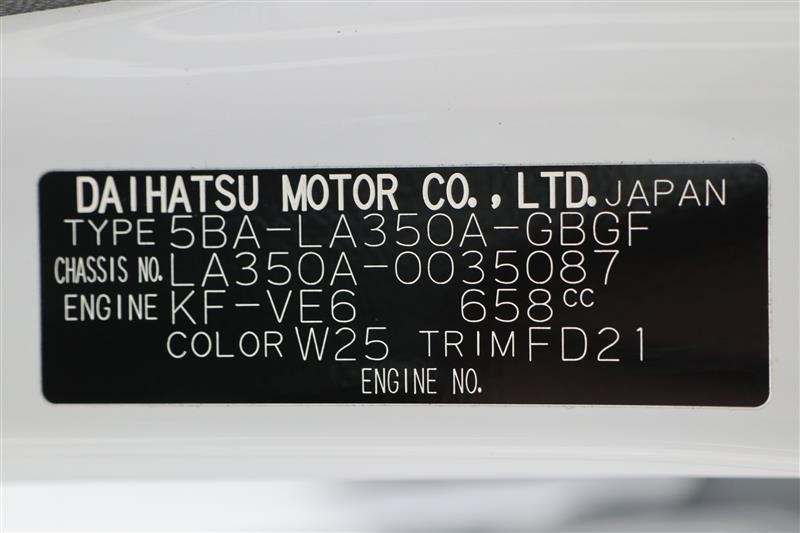 DAIHATSU MOTOR CO., LTD. JAPAN
TYPE 5BA-LA350A-GBGF
CHASSIS NO. LA350A-0035087
ENGINE KF-VE6 658cc
COLOR W25 TRIM FD21
ENGINE NO.